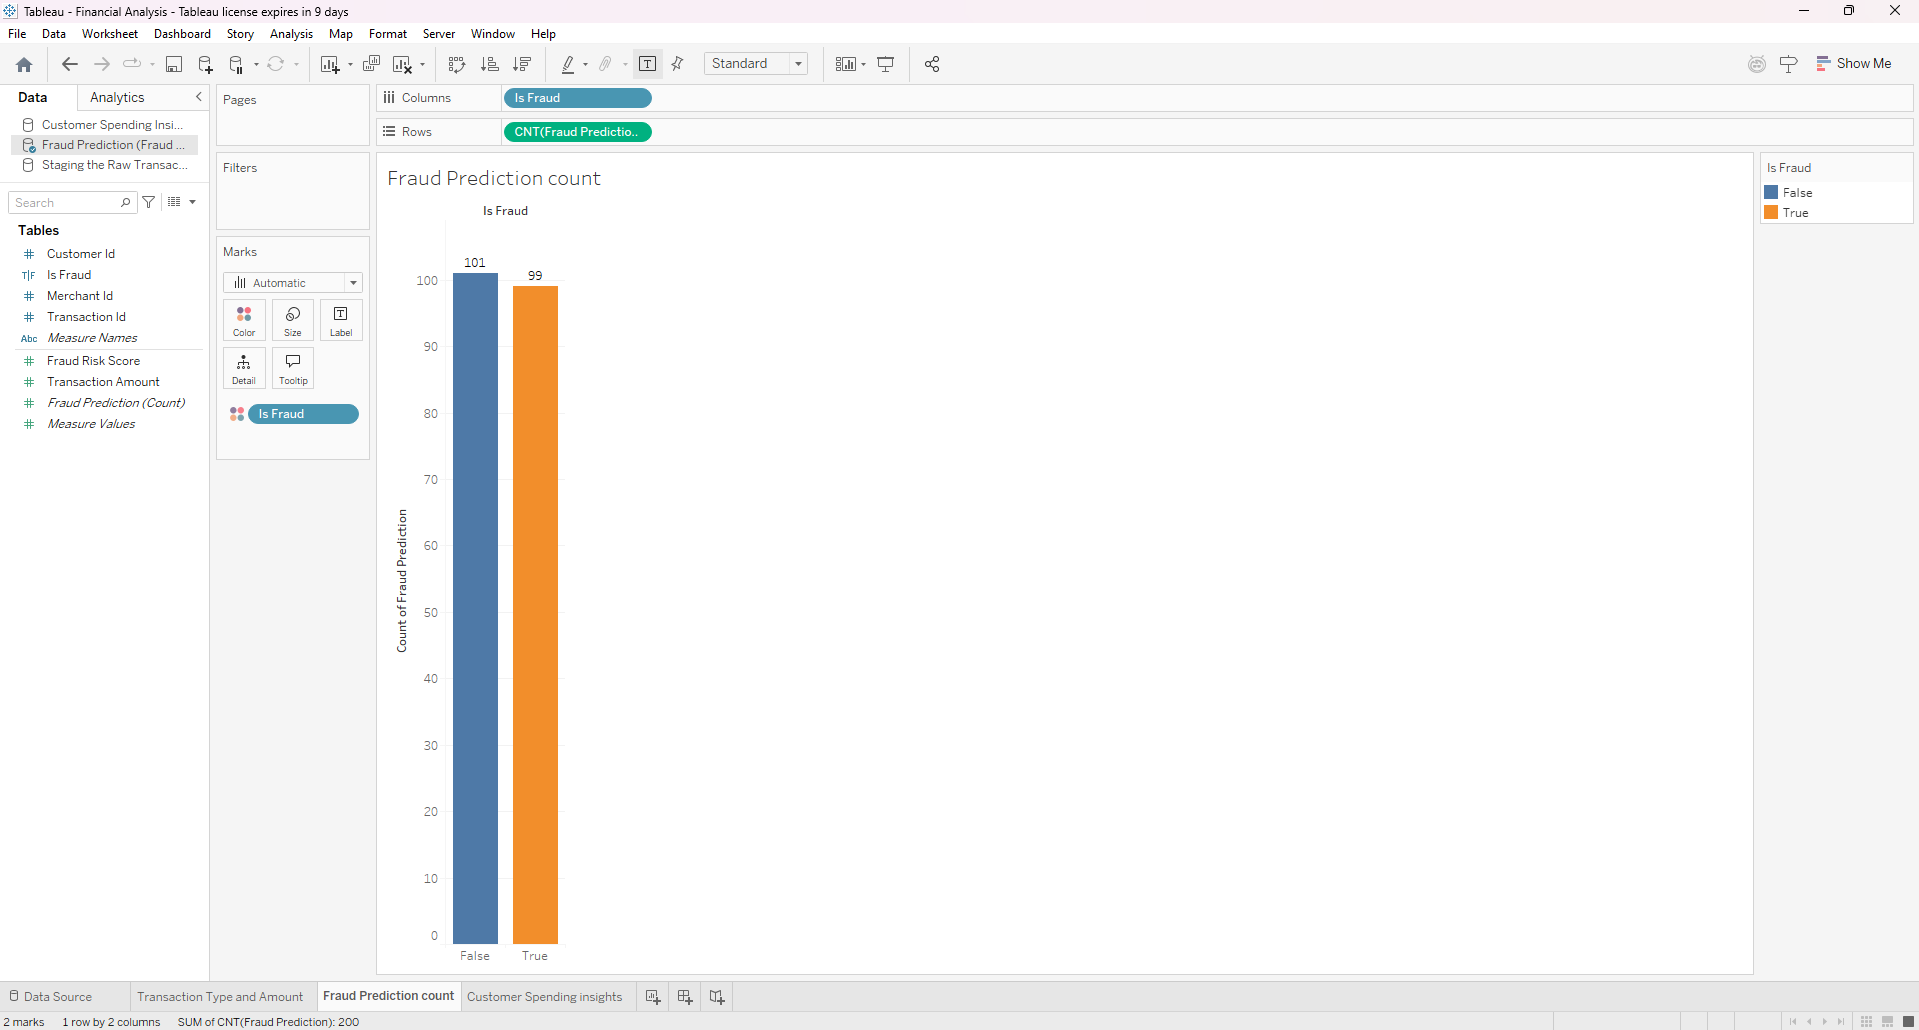 Tableau - Financial Analysis - Tableau license expires in 9 days
File Data Worksheet Dashboard Story Analysis Map Format Server Window Help
Standard
Show Me
Data Analytics
Customer Spending Insi...
Fraud Prediction (Fraud ...
Staging the Raw Transac...
Search
Tables
Customer Id
T|F Is Fraud
Merchant Id
Transaction Id
Abc Measure Names
Fraud Risk Score
Transaction Amount
Fraud Prediction (Count)
Measure Values
Pages
Filters
Marks
Automatic
Color Size Label
Detail Tooltip
Is Fraud
Columns Is Fraud
Rows CNT(Fraud Predictio..
Fraud Prediction count
Is Fraud
101
99
100
90
80
70
60
50
40
30
20
10
0
Count of Fraud Prediction
False True
Is Fraud
False
True
Data Source Transaction Type and Amount Fraud Prediction count Customer Spending insights
2 marks 1 row by 2 columns SUM of CNT(Fraud Prediction): 200